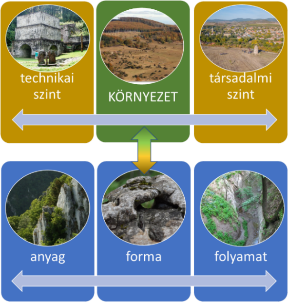 technikai
szint
KÖRNYEZET
társadalmi
szint
anyag
forma
folyamat